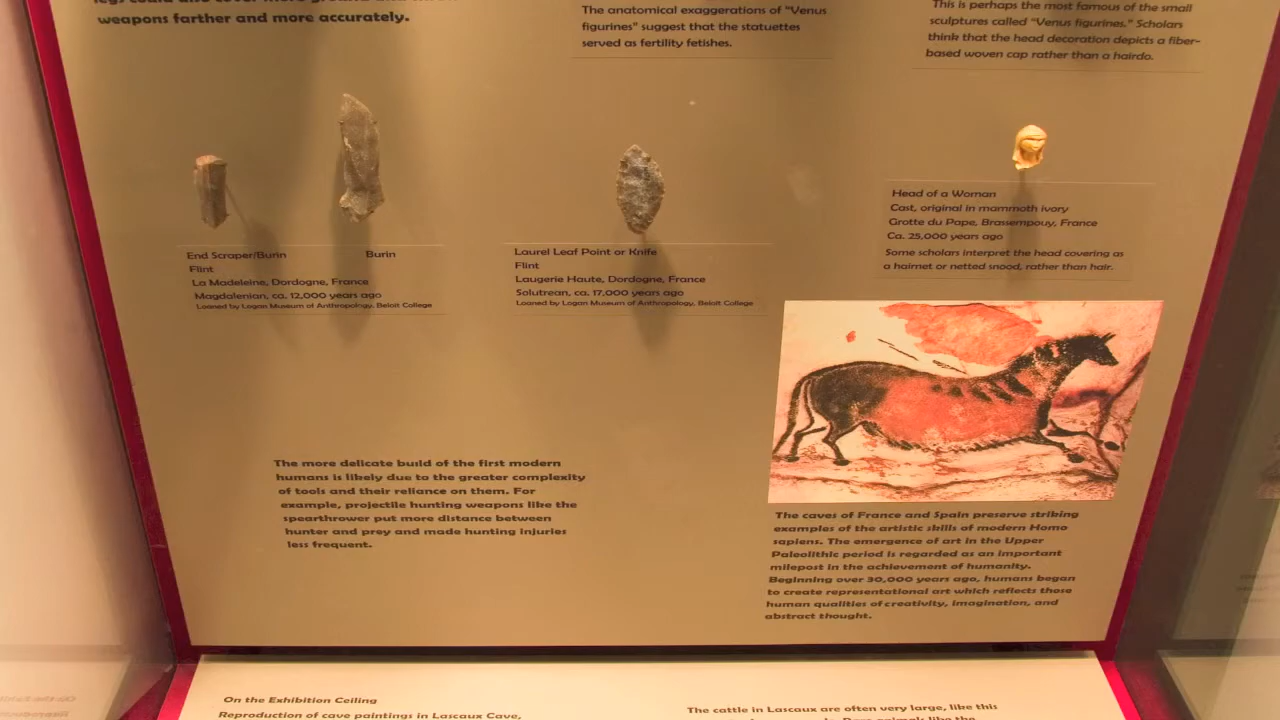 weapons farther and more accurately.
The anatomical exaggerations of "Venus
figurines" suggest that the statuettes
served as fertility fetishes.
This is perhaps the most famous of the small
sculptures called "Venus figurines." Scholars
think that the head decoration depicts a fiber-
based woven cap rather than a hairdo.
End Scraper/Burin
Burin
Flint
La Madeleine, Dordogne, France
Magdalenian, ca. 12,000 years ago
Loaned by Logan Museum of Anthropology, Beloit College
Laurel Leaf Point or Knife
Flint
Laugerie Haute, Dordogne, France
Solutrean, ca. 17,000 years ago
Loaned by Logan Museum of Anthropology, Beloit College
Head of a Woman
Cast, original in mammoth ivory
Grotte du Pape, Brassempouy, France
Ca. 25,000 years ago
Some scholars interpret the head covering as
a hairnet or netted snood, rather than hair.
The more delicate build of the first modern
humans is likely due to the greater complexity
of tools and their reliance on them. For
example, projectile hunting weapons like the
spearthrower put more distance between
hunter and prey and made hunting injuries
less frequent.
The caves of France and Spain preserve striking
examples of the artistic skills of modern Homo
sapiens. The emergence of art in the Upper
Paleolithic period is regarded as an important
milepost in the achievement of humanity.
Beginning over 30,000 years ago, humans began
to create representational art which reflects those
human qualities of creativity, imagination, and
abstract thought.
On the Exhibition Ceiling
Reproduction of cave paintings in Lascaux Cave,
The cattle in Lascaux are often very large, like this